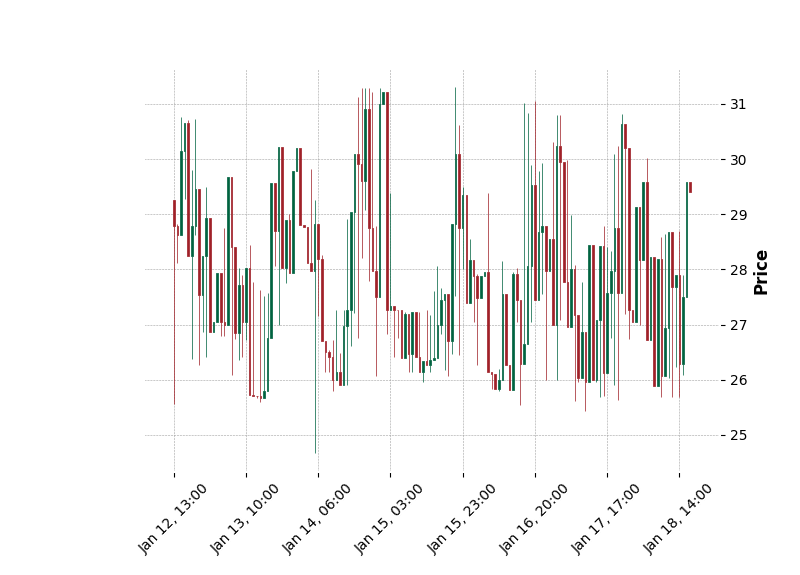 31
30
29
28
27
26
25
Price
Jan 12, 13:00
Jan 13, 10:00
Jan 14, 06:00
Jan 15, 03:00
Jan 15, 23:00
Jan 16, 20:00
Jan 17, 17:00
Jan 18, 14:00